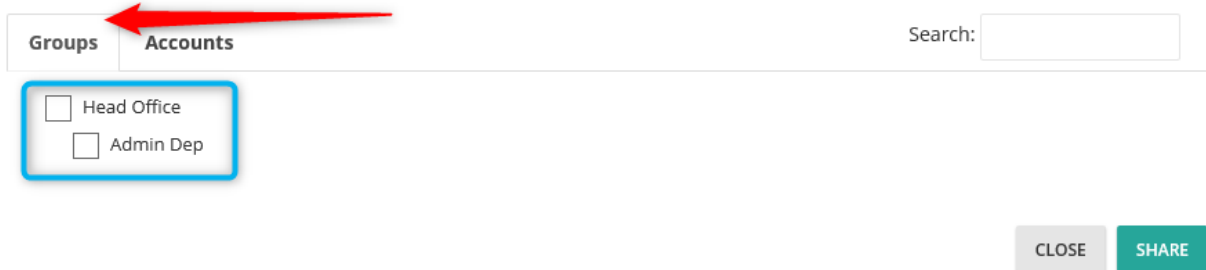 Groups Accounts Search:
Head Office
Admin Dep
CLOSE SHARE